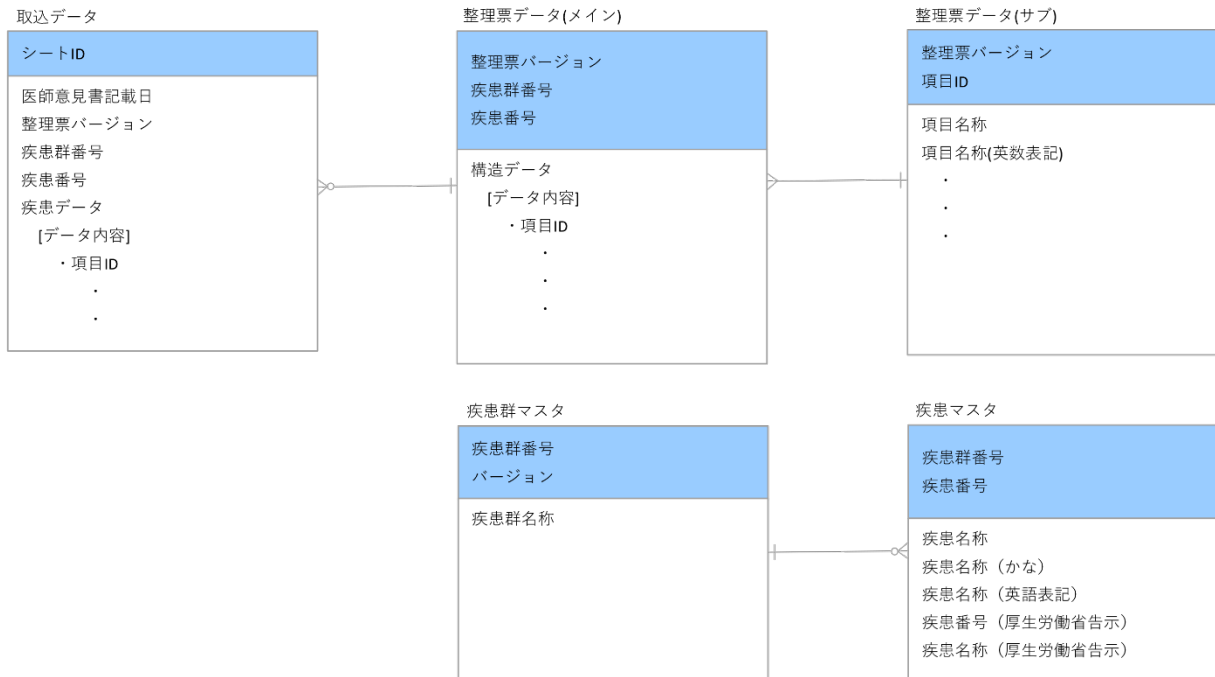 取込データ
シートID
医師意見書記載日
整理票バージョン
疾患群番号
疾患番号
疾患データ
[データ内容]
・項目ID
・
・
整理票データ(メイン)
整理票バージョン
疾患群番号
疾患番号
構造データ
[データ内容]
・項目ID
・
・
・
整理票データ(サブ)
整理票バージョン
項目ID
項目名称
項目名称(英数表記)
・
・
・
疾患群マスタ
疾患群番号
バージョン
疾患群名称
疾患マスタ
疾患群番号
疾患番号
疾患名称
疾患名称（かな）
疾患名称（英語表記）
疾患番号（厚生労働省告示）
疾患名称（厚生労働省告示）